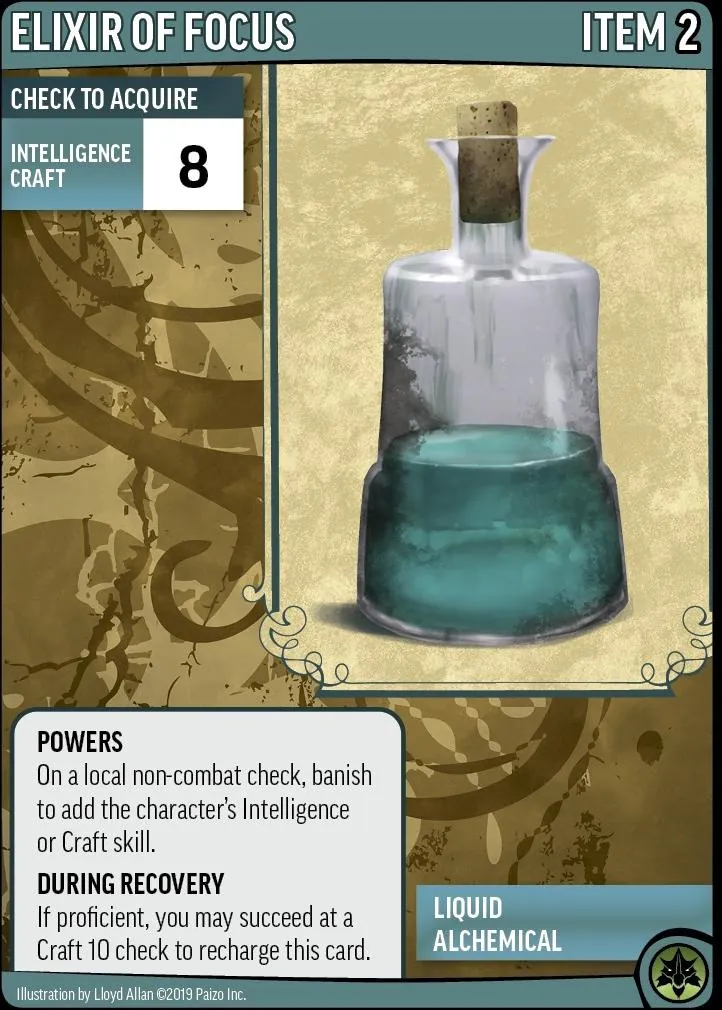 ELIXIR OF FOCUS
ITEM 2
CHECK TO ACQUIRE
INTELLIGENCE
CRAFT
8
POWERS
On a local non-combat check, banish
to add the character's Intelligence
or Craft skill.
DURING RECOVERY
If proficient, you may succeed at a
Craft 10 check to recharge this card.
LIQUID
ALCHEMICAL
Illustration by Lloyd Allan ©2019 Paizo Inc.